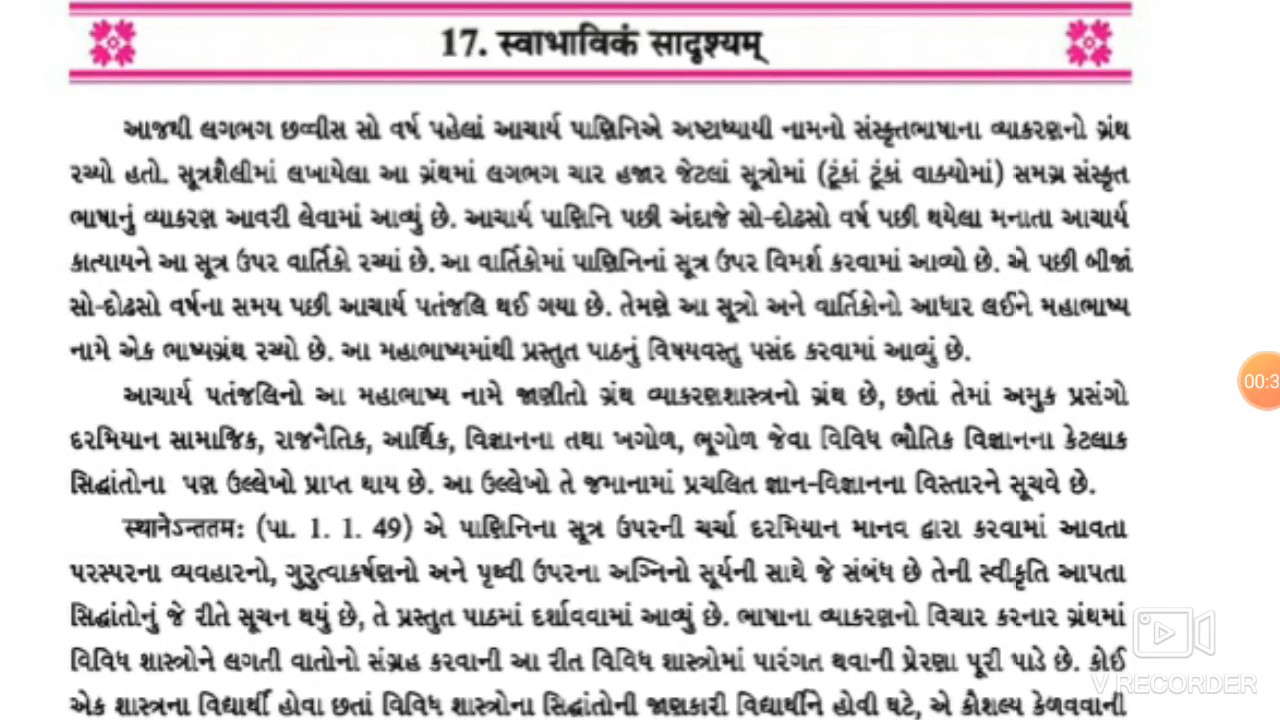 17. स्वाभाविकं सादृश्यम्
આજથી લગભગ છવ્વીસ સો વર્ષ પહેલાં આચાર્ય પાણિનિએ અષ્ટાધ્યાયી નામનો સંસ્કૃતભાષાના વ્યાકરણનો ગ્રંથ
રચ્યો હતો. સૂત્રશૈલીમાં લખાયેલા આ ગ્રંથમાં લગભગ ચાર હજાર જેટલાં સૂત્રોમાં (ટૂંકાં ટૂંકાં વાક્યોમાં) સમગ્ર સંસ્કૃત
ભાષાનું વ્યાકરણ આવરી લેવામાં આવ્યું છે. આચાર્ય પાણિનિ પછી અંદાજે સો-દોઢસો વર્ષ પછી થયેલા મનાતા આચાર્ય
કાત્યાયને આ સૂત્ર ઉપર વાર્તિકો રચ્યાં છે. આ વાર્તિકોમાં પાણિનિનાં સૂત્ર ઉપર વિમર્શ કરવામાં આવ્યો છે. એ પછી બીજાં
સો-દોઢસો વર્ષના સમય પછી આચાર્ય પતંજલિ થઈ ગયા છે. તેમણે આ સૂત્રો અને વાર્તિકોનો આધાર લઈને મહાભાષ્ય
નામે એક ભાષ્યગ્રંથ રચ્યો છે. આ મહાભાષ્યમાંથી પ્રસ્તુત પાઠનું વિષયવસ્તુ પસંદ કરવામાં આવ્યું છે.
આચાર્ય પતંજલિનો આ મહાભાષ્ય નામે જાણીતો ગ્રંથ વ્યાકરણશાસ્ત્રનો ગ્રંથ છે, છતાં તેમાં અમુક પ્રસંગો
દરમિયાન સામાજિક, રાજનૈતિક, આર્થિક, વિજ્ઞાનના તથા ખગોળ, ભૂગોળ જેવા વિવિધ ભૌતિક વિજ્ઞાનના કેટલાક
સિદ્ધાંતોના પણ ઉલ્લેખો પ્રાપ્ત થાય છે. આ ઉલ્લેખો તે જમાનામાં પ્રચલિત જ્ઞાન-વિજ્ઞાનના વિસ્તારને સૂચવે છે.
स्थानेऽन्ततमः (પા. 1. 1. 49) એ પાણિનિના સૂત્ર ઉપરની ચર્ચા દરમિયાન માનવ દ્વારા કરવામાં આવતા
પરસ્પરના વ્યવહારનો, ગુરુત્વાકર્ષણનો અને પૃથ્વી ઉપરના અગ્નિનો સૂર્યની સાથે જે સંબંધ છે તેની સ્વીકૃતિ આપતા
સિદ્ધાંતોનું જે રીતે સૂચન થયું છે, તે પ્રસ્તુત પાઠમાં દર્શાવવામાં આવ્યું છે. ભાષાના વ્યાકરણનો વિચાર કરનાર ગ્રંથમાં
વિવિધ શાસ્ત્રોને લગતી વાતોનો સંગ્રહ કરવાની આ રીત વિવિધ શાસ્ત્રોમાં પારંગત થવાની પ્રેરણા પૂરી પાડે છે. કોઈ
એક શાસ્ત્રના વિદ્યાર્થી હોવા છતાં વિવિધ શાસ્ત્રોના સિદ્ધાંતોની જાણકારી વિદ્યાર્થીને હોવી ઘટે, એ કૌશલ્ય કેળવવાની
00:3
V RECORDER